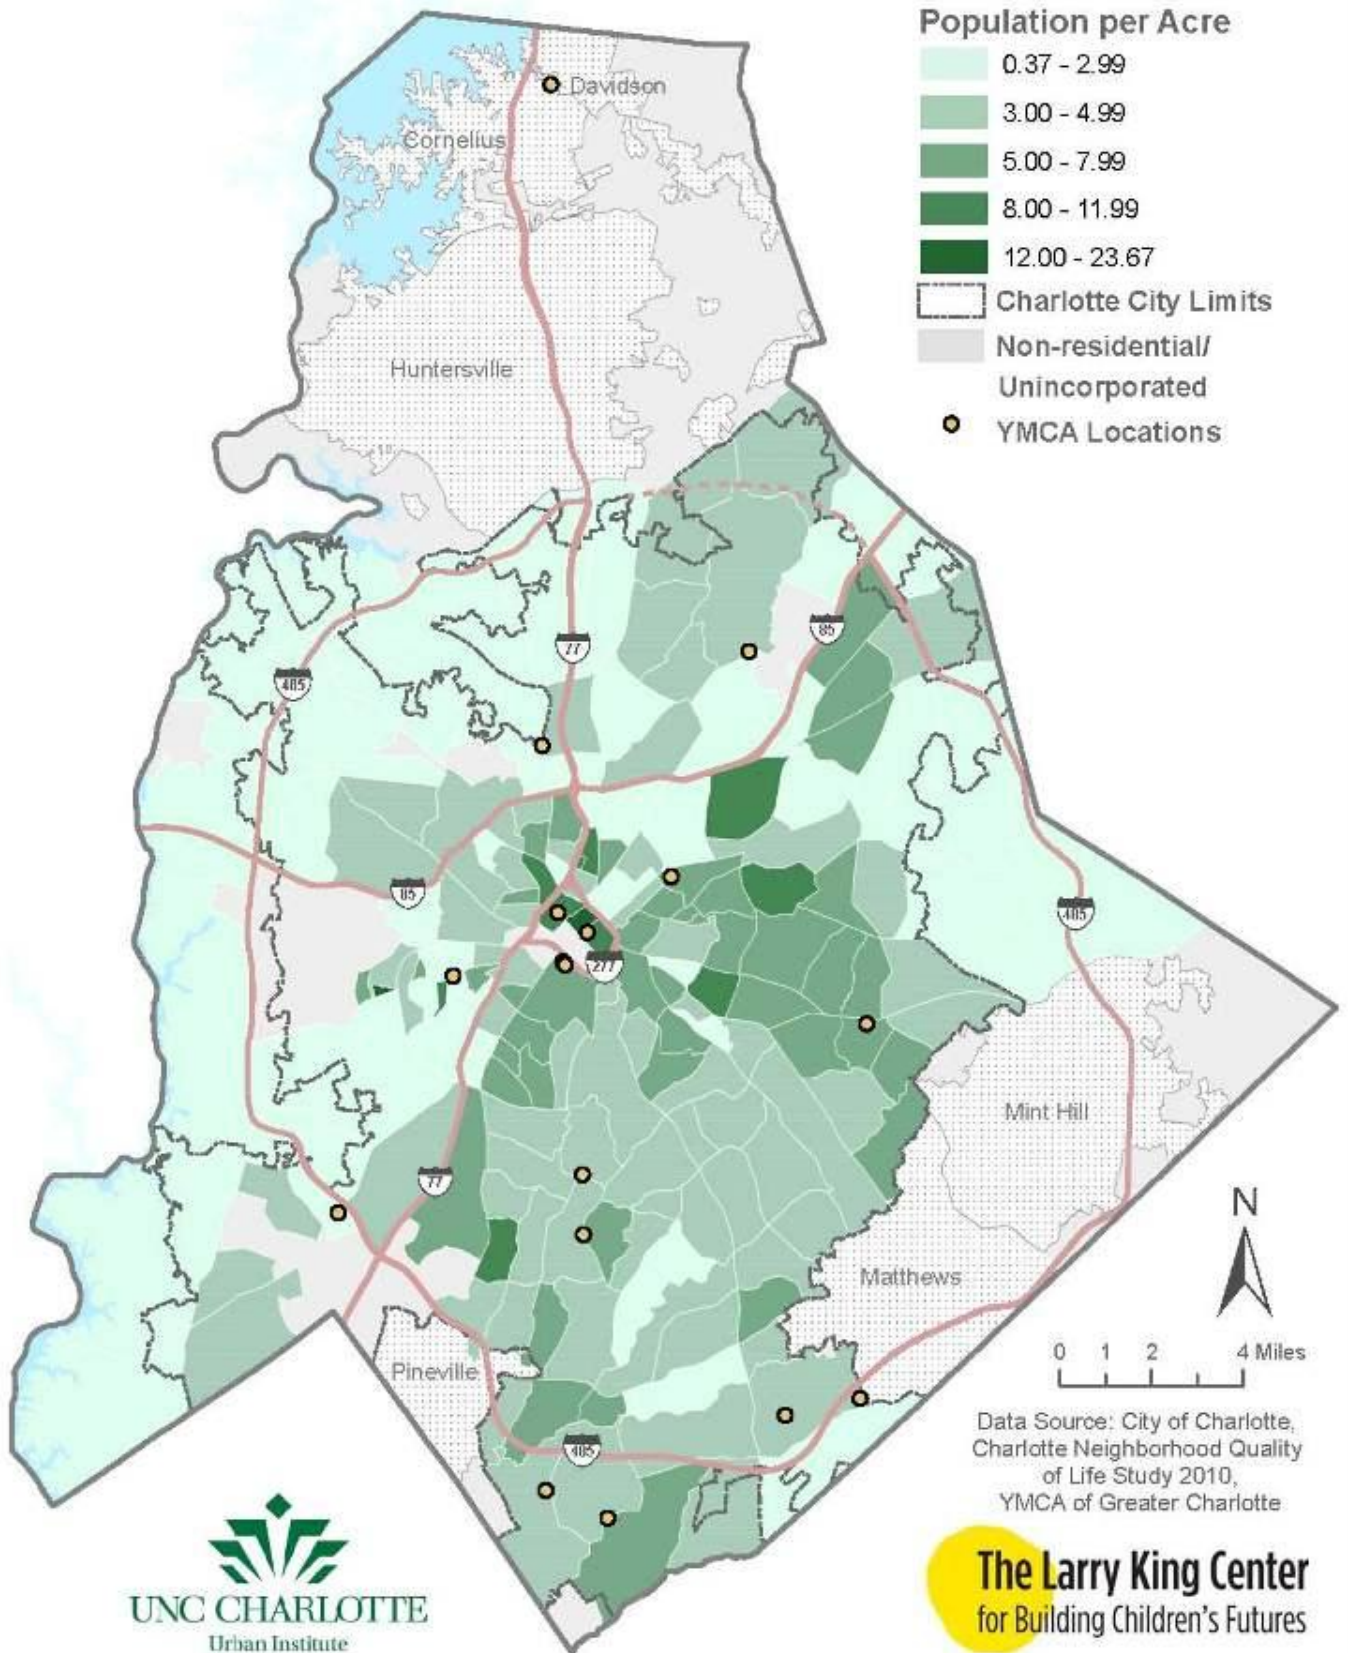 Population per Acre
0.37 - 2.99
3.00 - 4.99
5.00 - 7.99
8.00 - 11.99
12.00 - 23.67
Charlotte City Limits
Non-residential/
Unincorporated
YMCA Locations
Davidson
Cornelius
Huntersville
77
85
485
85
485
277
Mint Hill
77
Matthews
Pineville
485
N
0 1 2 4 Miles
Data Source: City of Charlotte,
Charlotte Neighborhood Quality
of Life Study 2010,
YMCA of Greater Charlotte
UNC CHARLOTTE
Urban Institute
The Larry King Center
for Building Children's Futures